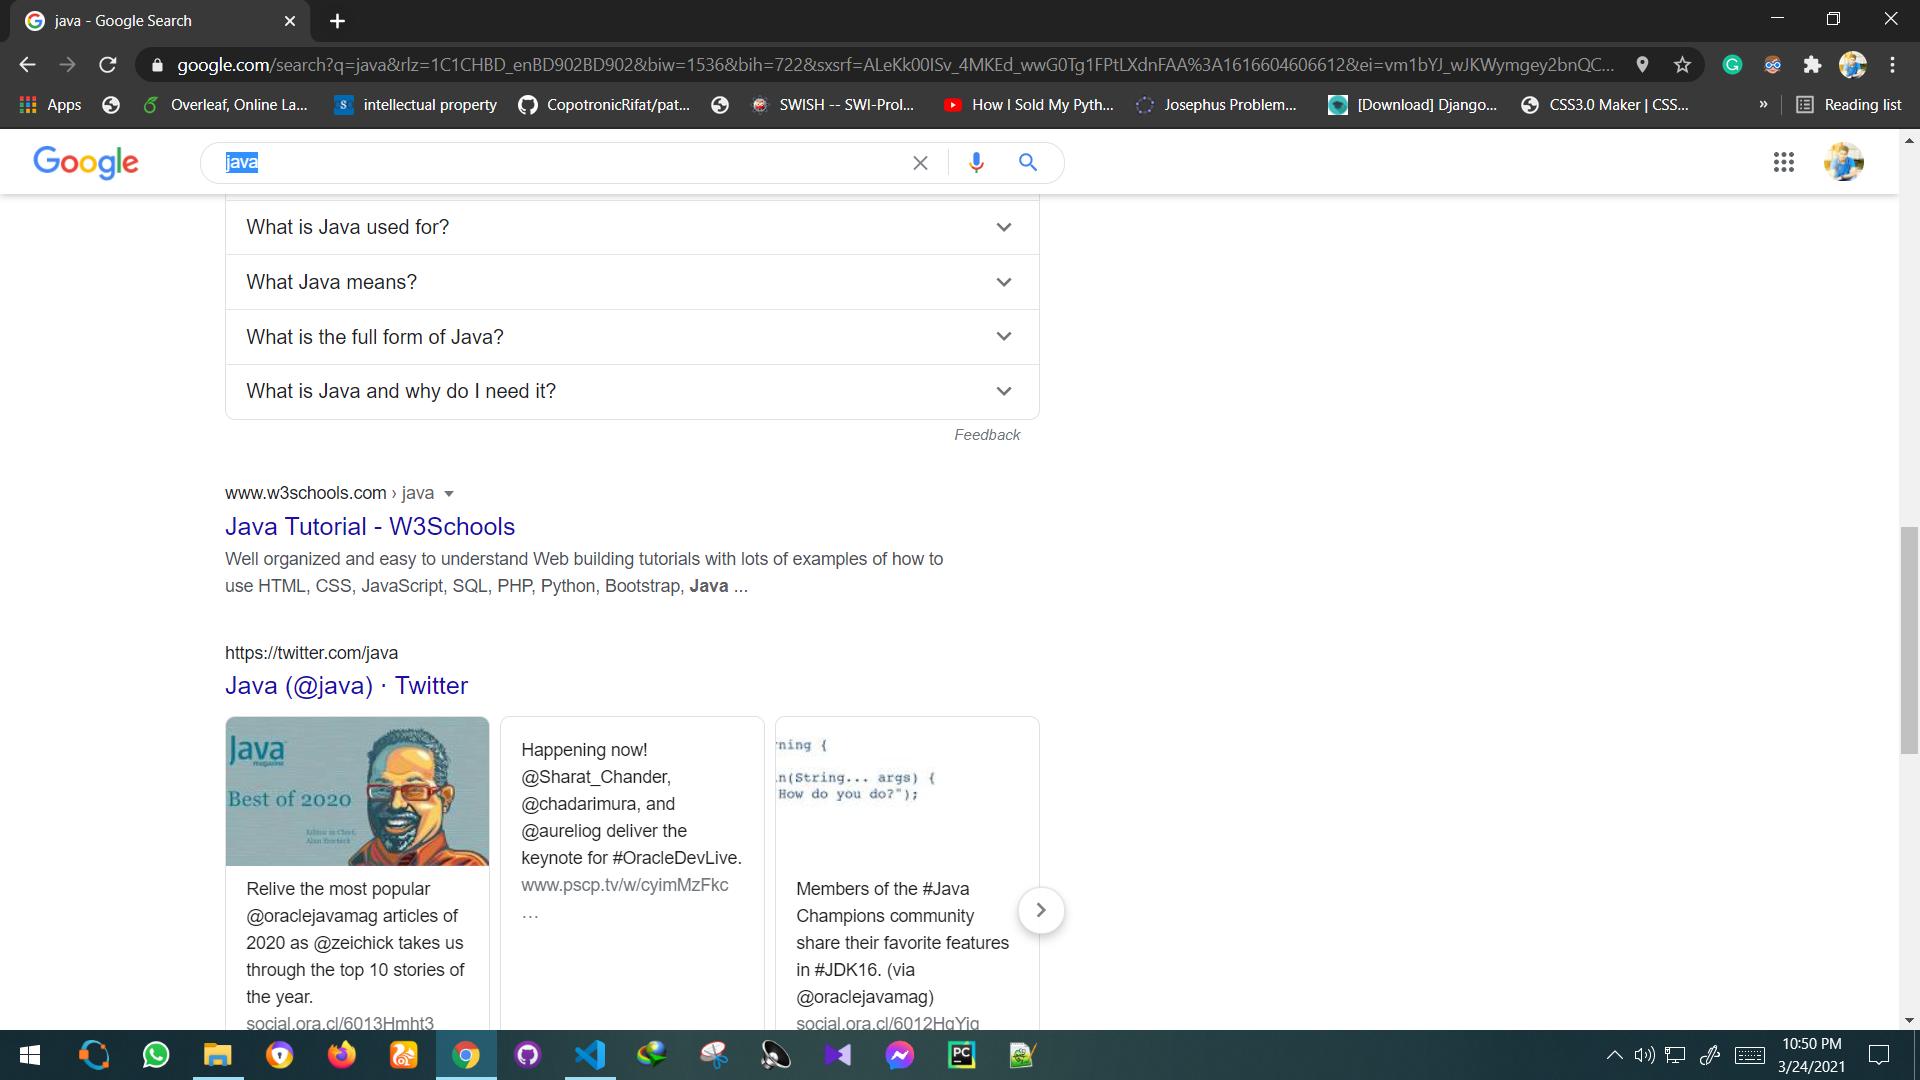 java - Google Search
google.com/search?q=java&rlz=1C1CHBD_enBD902BD902&biw=1536&bih=722&sxsrf=ALeKk00ISv_4MKEd_wwG0Tg1FPtLXdnFAA%3A1616604606612&ei=vm1bYJ_wJKWymgey2bnQC...
Apps Overleaf, Online La... intellectual property CopotronicRifat/pat... SWISH -- SWI-Prol... How I Sold My Pyth... Josephus Problem... [Download] Django... CSS3.0 Maker | CSS... » Reading list
Google java
What is Java used for?
What Java means?
What is the full form of Java?
What is Java and why do I need it?
Feedback
www.w3schools.com › java
Java Tutorial - W3Schools
Well organized and easy to understand Web building tutorials with lots of examples of how to
use HTML, CSS, JavaScript, SQL, PHP, Python, Bootstrap, Java ...
https://twitter.com/java
Java (@java) · Twitter
Java
magazine
Best of 2020
Relive the most popular
@oraclejavamag articles of
2020 as @zeichick takes us
through the top 10 stories of
the year.
social.ora.cl/6013Hmht3
Happening now!
@Sharat_Chander,
@chadarimura, and
@aureliog deliver the
keynote for #OracleDevLive.
www.pscp.tv/w/cyimMzFkc
...
rning {
n(String... args) {
How do you do?");
Members of the #Java
Champions community
share their favorite features
in #JDK16. (via
@oraclejavamag)
social.ora.cl/6012HgYig
10:50 PM
3/24/2021